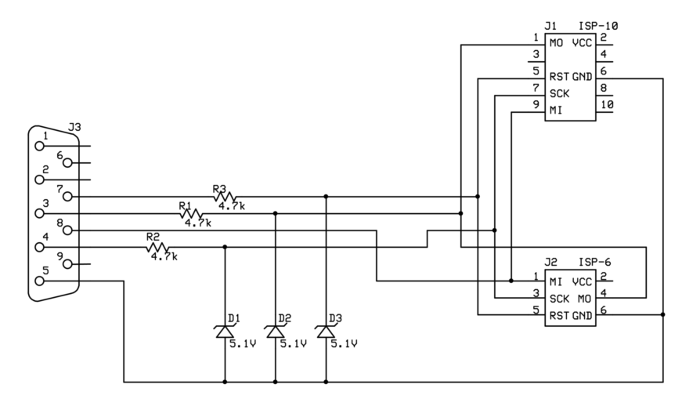 J1 ISP-10
1 MO VCC 2
3 4
5 RST GND 6
7 SCK 8
9 MI 10
J3
1
6
2
7
3
8
4
9
5
R3
4.7k
R1
4.7k
R2
4.7k
J2 ISP-6
1 MI VCC 2
3 SCK MO 4
5 RST GND 6
D1
5.1V
D2
5.1V
D3
5.1V